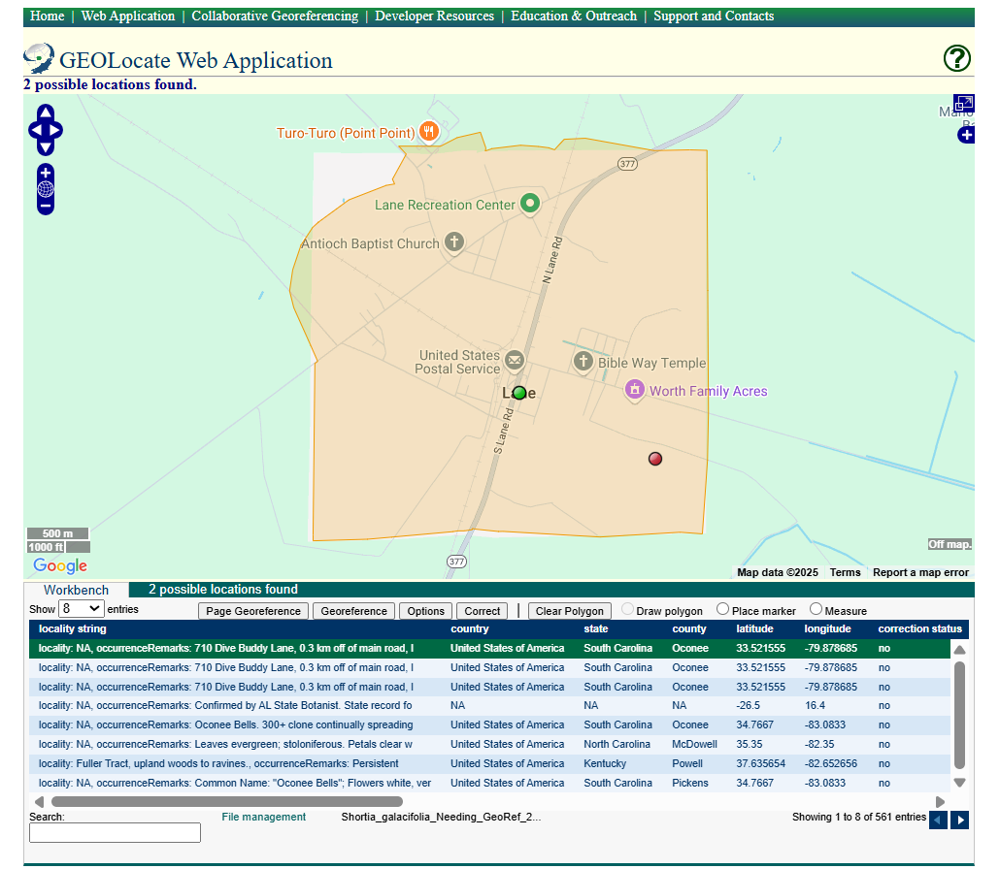 Home | Web Application | Collaborative Georeferencing | Developer Resources | Education & Outreach | Support and Contacts
GEOLocate Web Application
?
2 possible locations found.
Turo-Turo (Point Point)
377
Lane Recreation Center
Antioch Baptist Church
N Lane Rd
United States
Postal Service
Bible Way Temple
Worth Family Acres
S Lane Rd
377
500 m
1000 ft
Off map.
Google
Map data ©2025 Terms Report a map error
Workbench 2 possible locations found
Show 8 entries Page Georeference Georeference Options Correct | Clear Polygon Draw polygon Place marker Measure
locality string country state county latitude longitude correction status
locality: NA, occurrenceRemarks: 710 Dive Buddy Lane, 0.3 km off of main road, I United States of America South Carolina Oconee 33.521555 -79.878685 no
locality: NA, occurrenceRemarks: 710 Dive Buddy Lane, 0.3 km off of main road, I United States of America South Carolina Oconee 33.521555 -79.878685 no
locality: NA, occurrenceRemarks: 710 Dive Buddy Lane, 0.3 km off of main road, I United States of America South Carolina Oconee 33.521555 -79.878685 no
locality: NA, occurrenceRemarks: Confirmed by AL State Botanist. State record fo NA NA NA -26.5 16.4 no
locality: NA, occurrenceRemarks: Oconee Bells. 300+ clone continually spreading United States of America South Carolina Oconee 34.7667 -83.0833 no
locality: NA, occurrenceRemarks: Leaves evergreen; stoloniferous. Petals clear w United States of America North Carolina McDowell 35.35 -82.35 no
locality: Fuller Tract, upland woods to ravines., occurrenceRemarks: Persistent United States of America Kentucky Powell 37.635654 -82.652656 no
locality: NA, occurrenceRemarks: Common Name: "Oconee Bells"; Flowers white, ver United States of America South Carolina Pickens 34.7667 -83.0833 no
Search: File management Shortia_galacifolia_Needing_GeoRef_2... Showing 1 to 8 of 561 entries